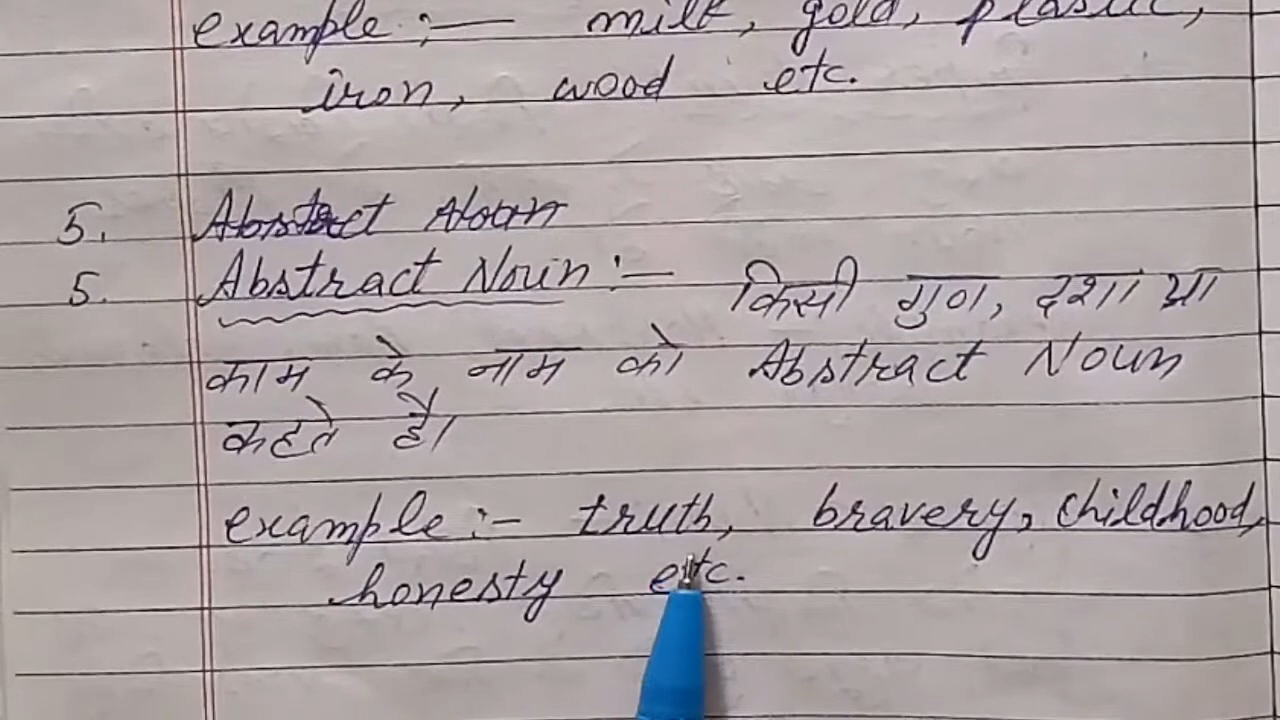 example :— milk, gold, plastic,
iron, wood etc.
5. Abstract Noun
5. Abstract Noun :— किसी गुण, दशा या
काम के नाम को Abstract Noun
कहते है।
example :- truth, bravery, childhood,
honesty etc.